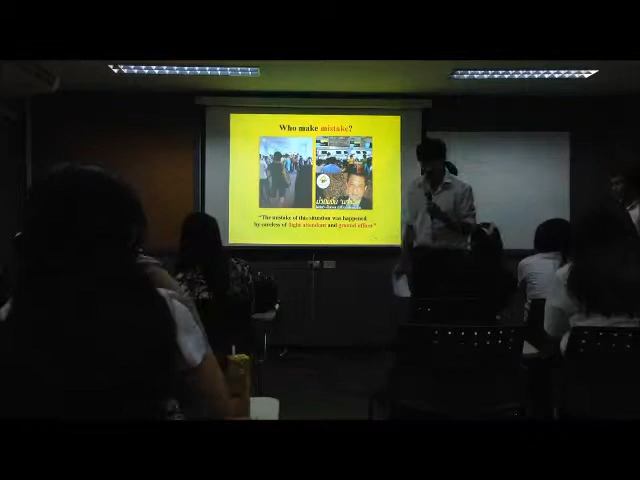 Who make mistake?
"The mistake of this situation was happened
by careless of flight attendant and ground officer"